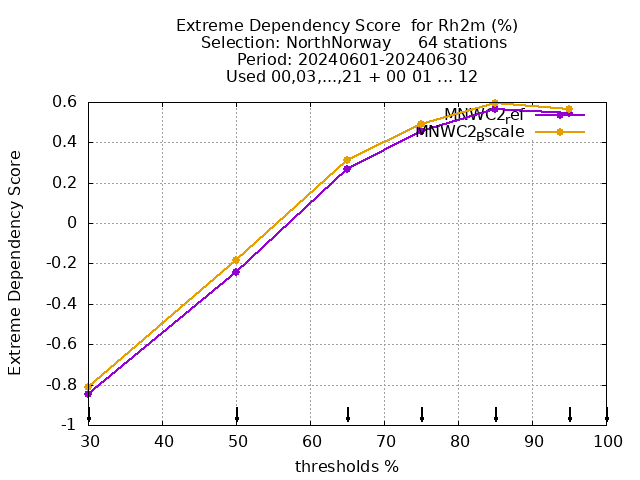 Extreme Dependency Score  for Rh2m (%)
Selection: NorthNorway     64 stations
Period: 20240601-20240630
Used 00,03,...,21 + 00 01 ... 12
MNWC2ref
MNWC2Bscale
Extreme Dependency Score
0.6
0.4
0.2
0
-0.2
-0.4
-0.6
-0.8
-1
30 40 50 60 70 80 90 100
thresholds %